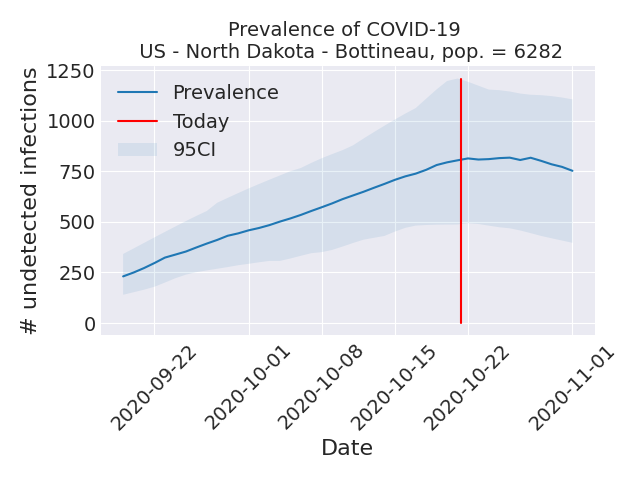 Prevalence of COVID-19
US - North Dakota - Bottineau, pop. = 6282
# undetected infections
1250
1000
750
500
250
0
Prevalence
Today
95CI
2020-09-22
2020-10-01
2020-10-08
2020-10-15
2020-10-22
2020-11-01
Date